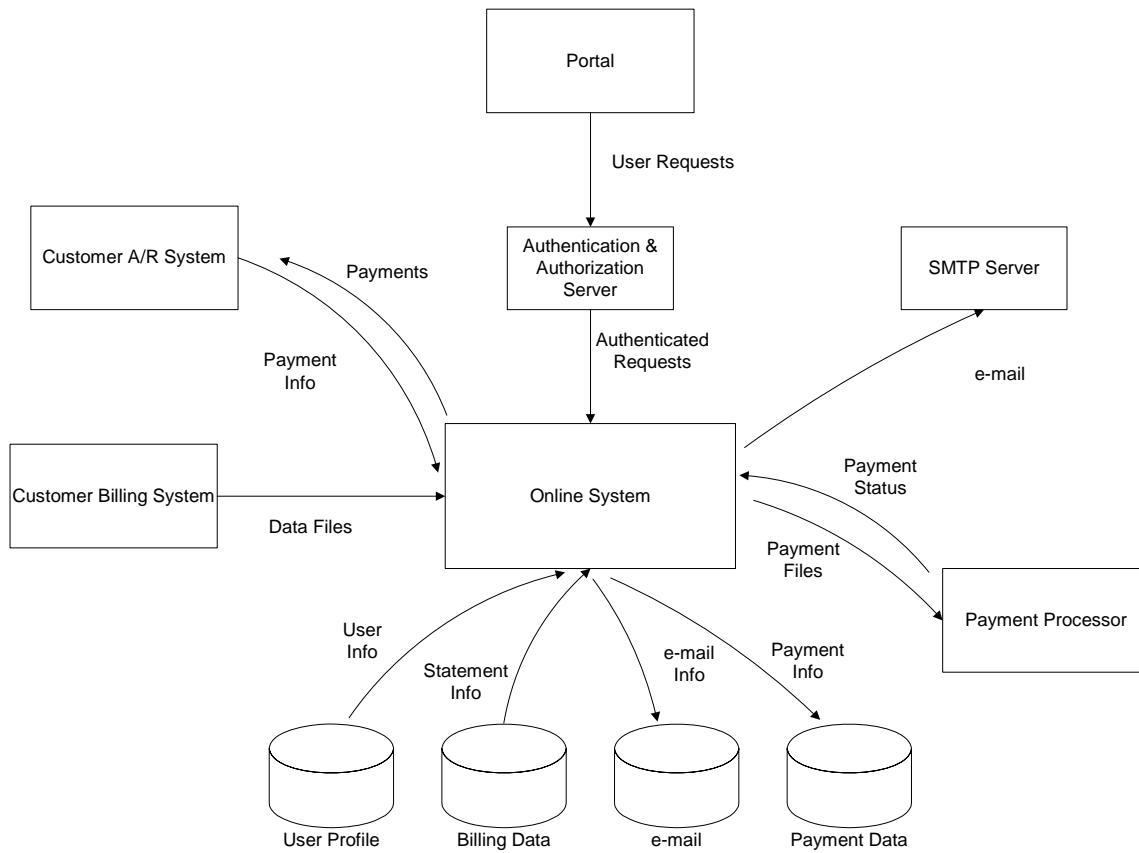 Portal
User Requests
Customer A/R System
Payments
Authentication &
Authorization
Server
SMTP Server
Authenticated
Requests
Payment
Info
e-mail
Customer Billing System
Data Files
Online System
Payment
Status
Payment
Files
Payment Processor
User
Info
Statement
Info
e-mail
Info
Payment
Info
User Profile
Billing Data
e-mail
Payment Data